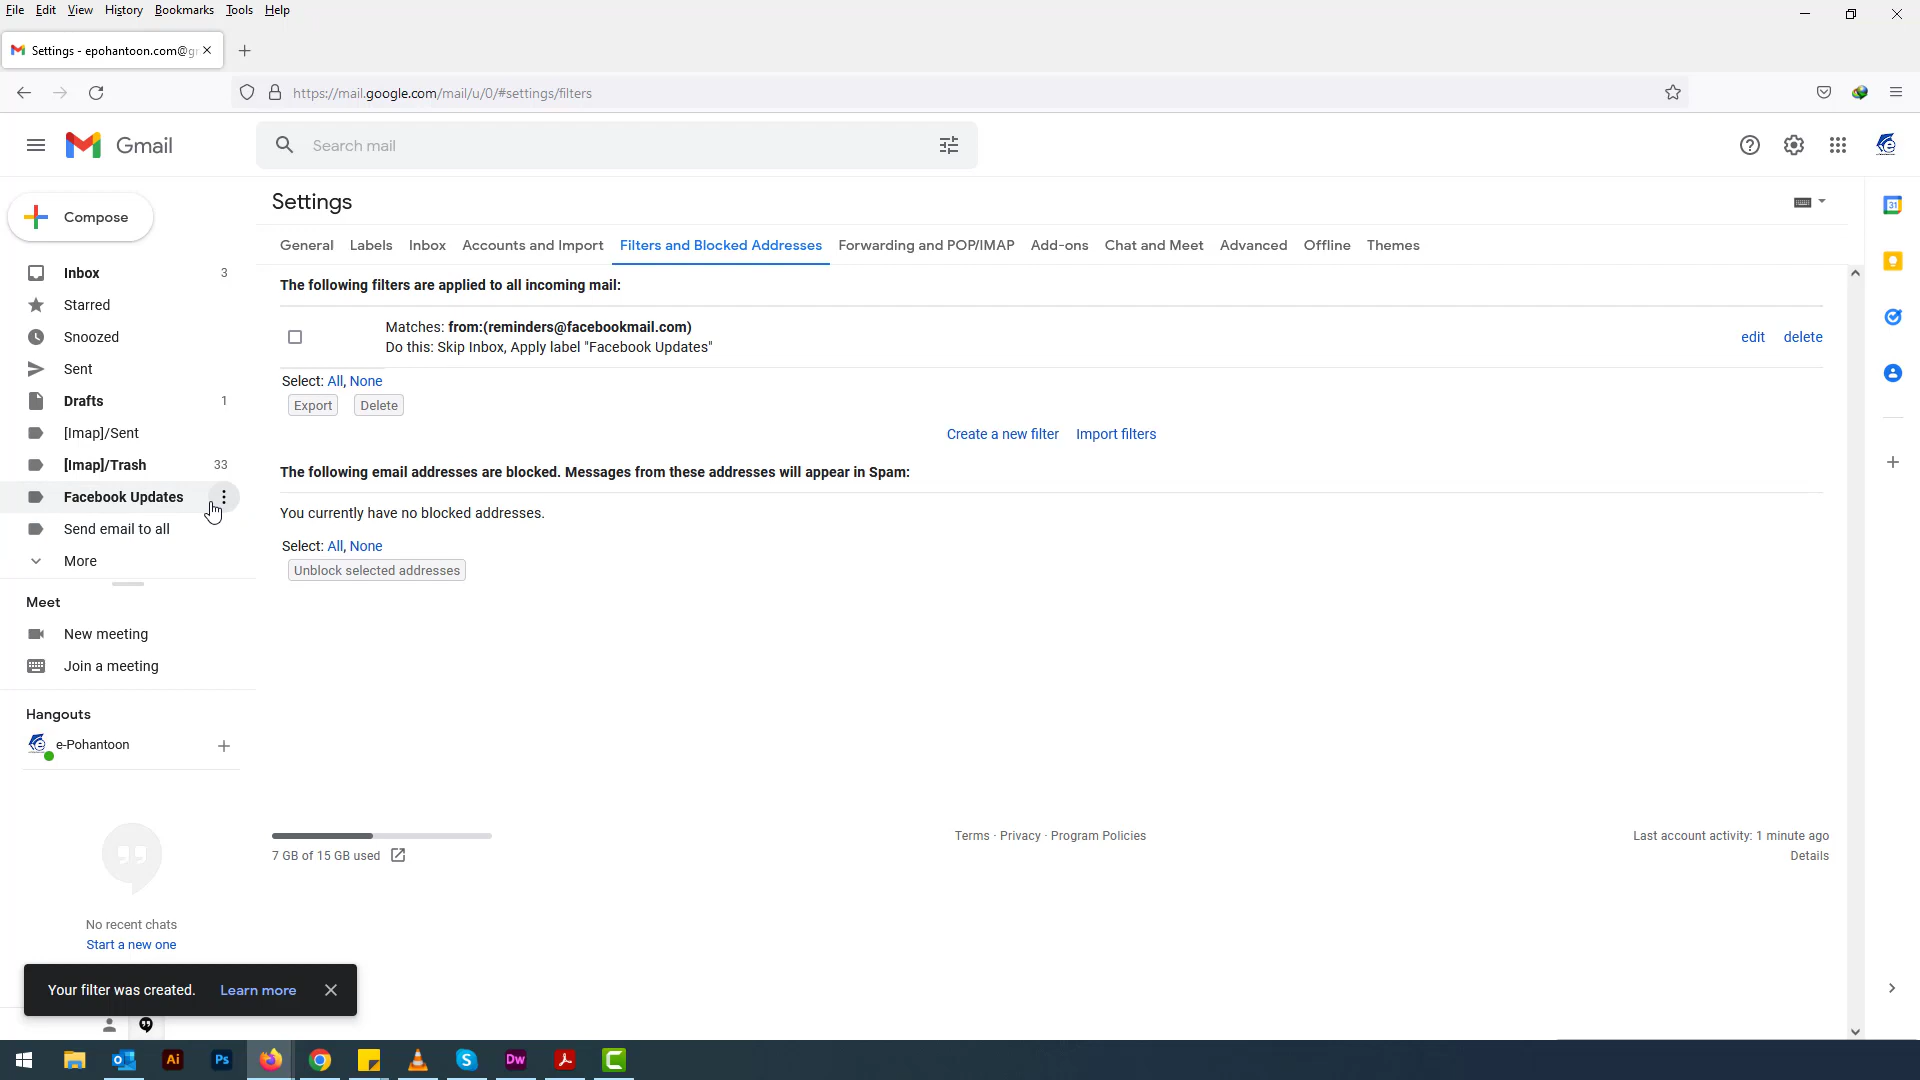 File Edit View History Bookmarks Tools Help
Settings - epohantoon.com@g
https://mail.google.com/mail/u/0/#settings/filters
Gmail
Search mail
Compose
Inbox 3
Starred
Snoozed
Sent
Drafts 1
[Imap]/Sent
[Imap]/Trash 33
Facebook Updates
Send email to all
More
Meet
New meeting
Join a meeting
Hangouts
e-Pohantoon
No recent chats
Start a new one
Your filter was created. Learn more
Settings
General Labels Inbox Accounts and Import Filters and Blocked Addresses Forwarding and POP/IMAP Add-ons Chat and Meet Advanced Offline Themes
The following filters are applied to all incoming mail:
Matches: from:(reminders@facebookmail.com)
Do this: Skip Inbox, Apply label "Facebook Updates"
edit delete
Select: All, None
Export Delete
Create a new filter Import filters
The following email addresses are blocked. Messages from these addresses will appear in Spam:
You currently have no blocked addresses.
Select: All, None
Unblock selected addresses
7 GB of 15 GB used
Terms · Privacy · Program Policies
Last account activity: 1 minute ago
Details
31
Ai Ps Dw